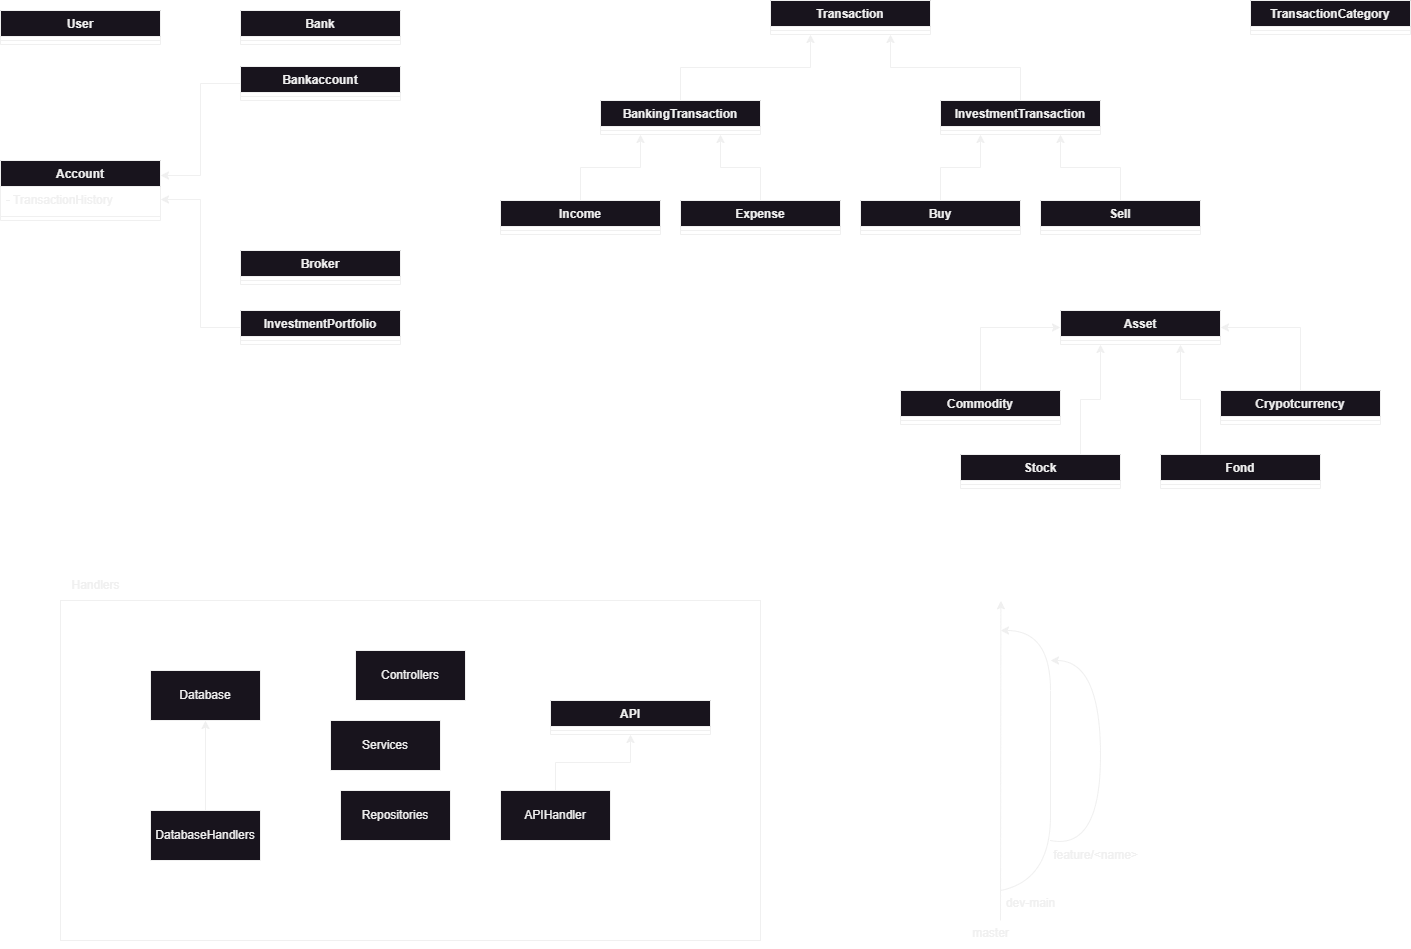 User
Bank
Transaction
TransactionCategory
Bankaccount
BankingTransaction
InvestmentTransaction
Account
- TransactionHistory
Income
Expense
Buy
Sell
Broker
InvestmentPortfolio
Asset
Commodity
Crypotcurrency
Stock
Fond
Handlers
Controllers
Database
API
Services
Repositories
APIHandler
DatabaseHandlers
feature/<name>
dev-main
master